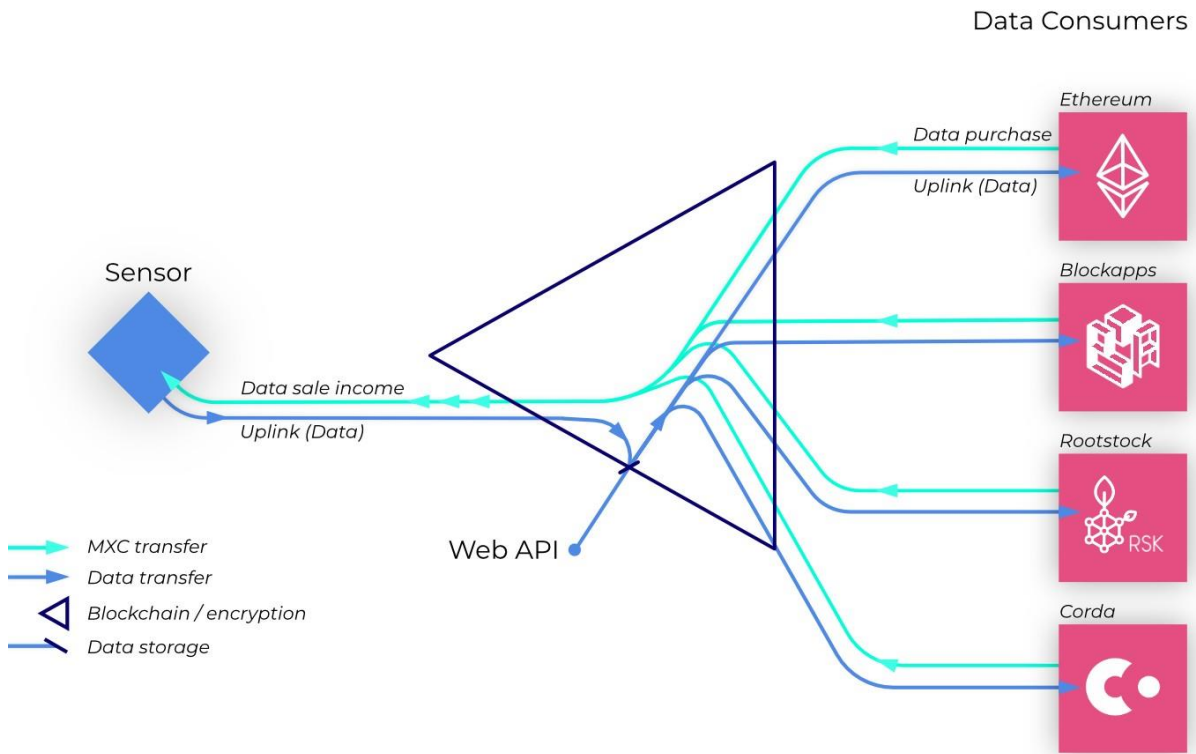 Data Consumers
Ethereum
Data purchase
Uplink (Data)
Blockapps
Sensor
Data sale income
Uplink (Data)
Rootstock
RSK
Web API
MXC transfer
Data transfer
Blockchain / encryption
Data storage
Corda